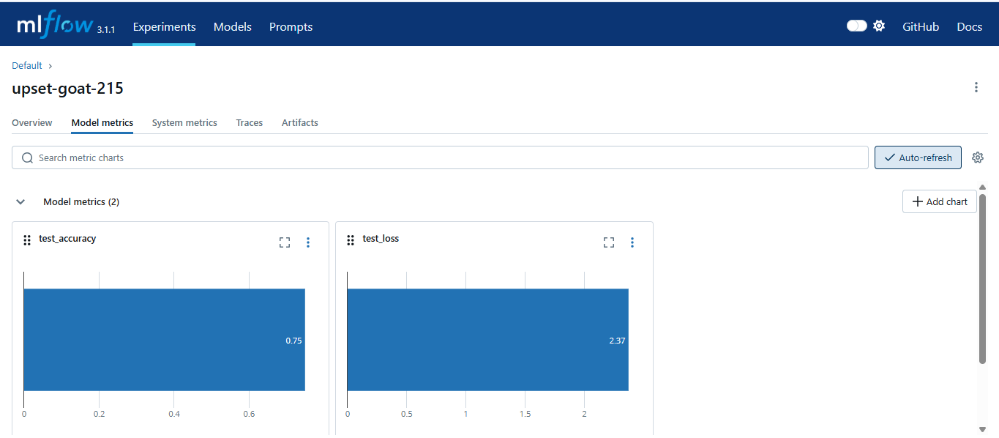 mlflow 3.1.1 Experiments Models Prompts GitHub Docs
Default ›
upset-goat-215
Overview Model metrics System metrics Traces Artifacts
Search metric charts Auto-refresh
Model metrics (2) Add chart
test_accuracy
0.75
0 0.2 0.4 0.6
test_loss
2.37
0 0.5 1 1.5 2